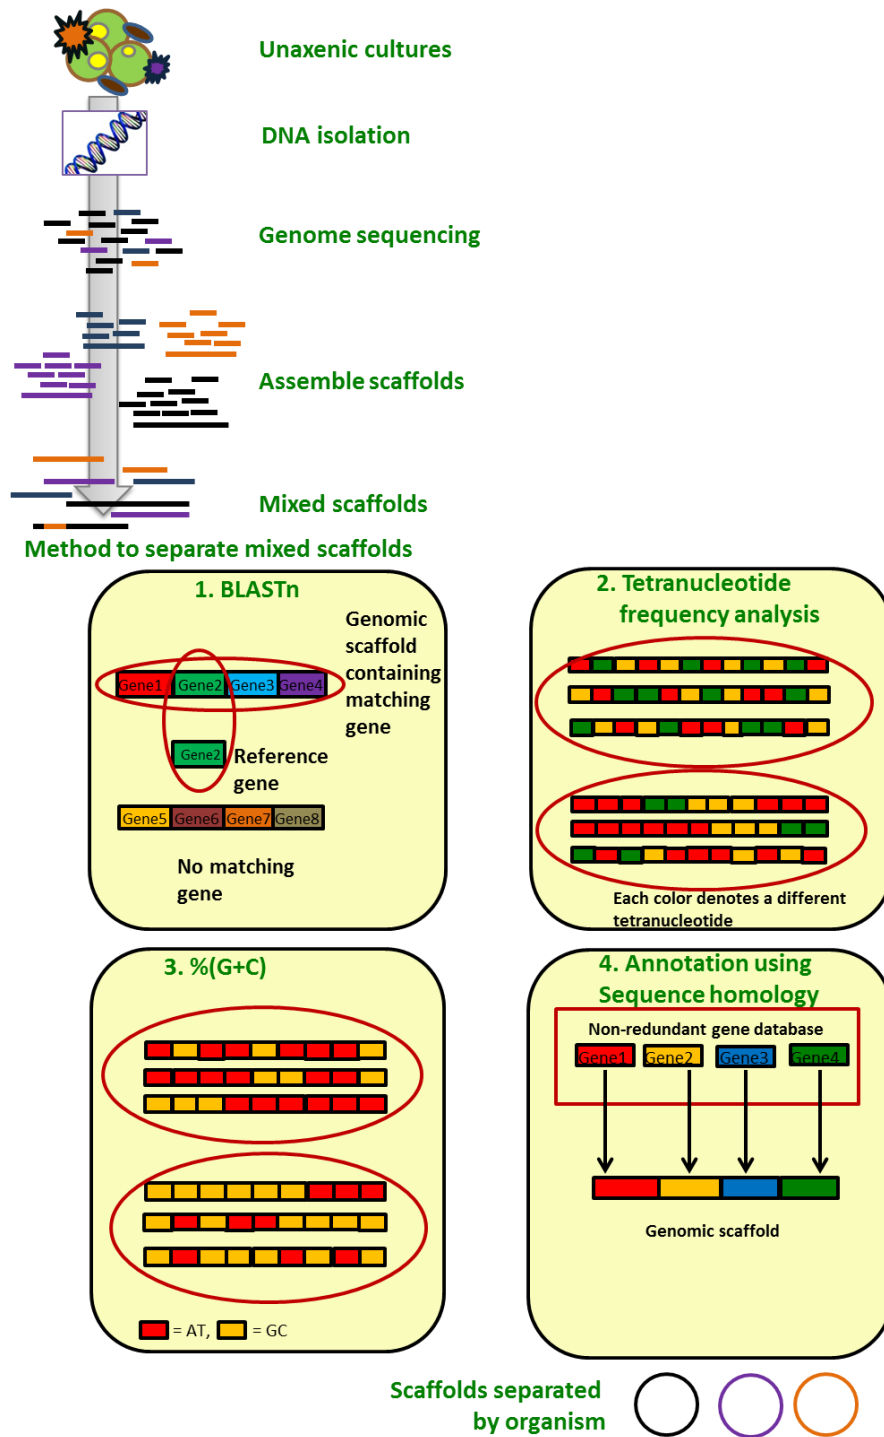 Unaxenic cultures
DNA isolation
Genome sequencing
Assemble scaffolds
Mixed scaffolds
Method to separate mixed scaffolds
1. BLASTn
Genomic
scaffold
containing
matching
gene
Gene1 Gene2 Gene3 Gene4
Gene2
Reference
gene
Gene5 Gene6 Gene7 Gene8
No matching
gene
2. Tetranucleotide
frequency analysis
Each color denotes a different
tetranucleotide
3. %(G+C)
= AT, = GC
4. Annotation using
Sequence homology
Non-redundant gene database
Gene1 Gene2 Gene3 Gene4
Genomic scaffold
Scaffolds separated
by organism